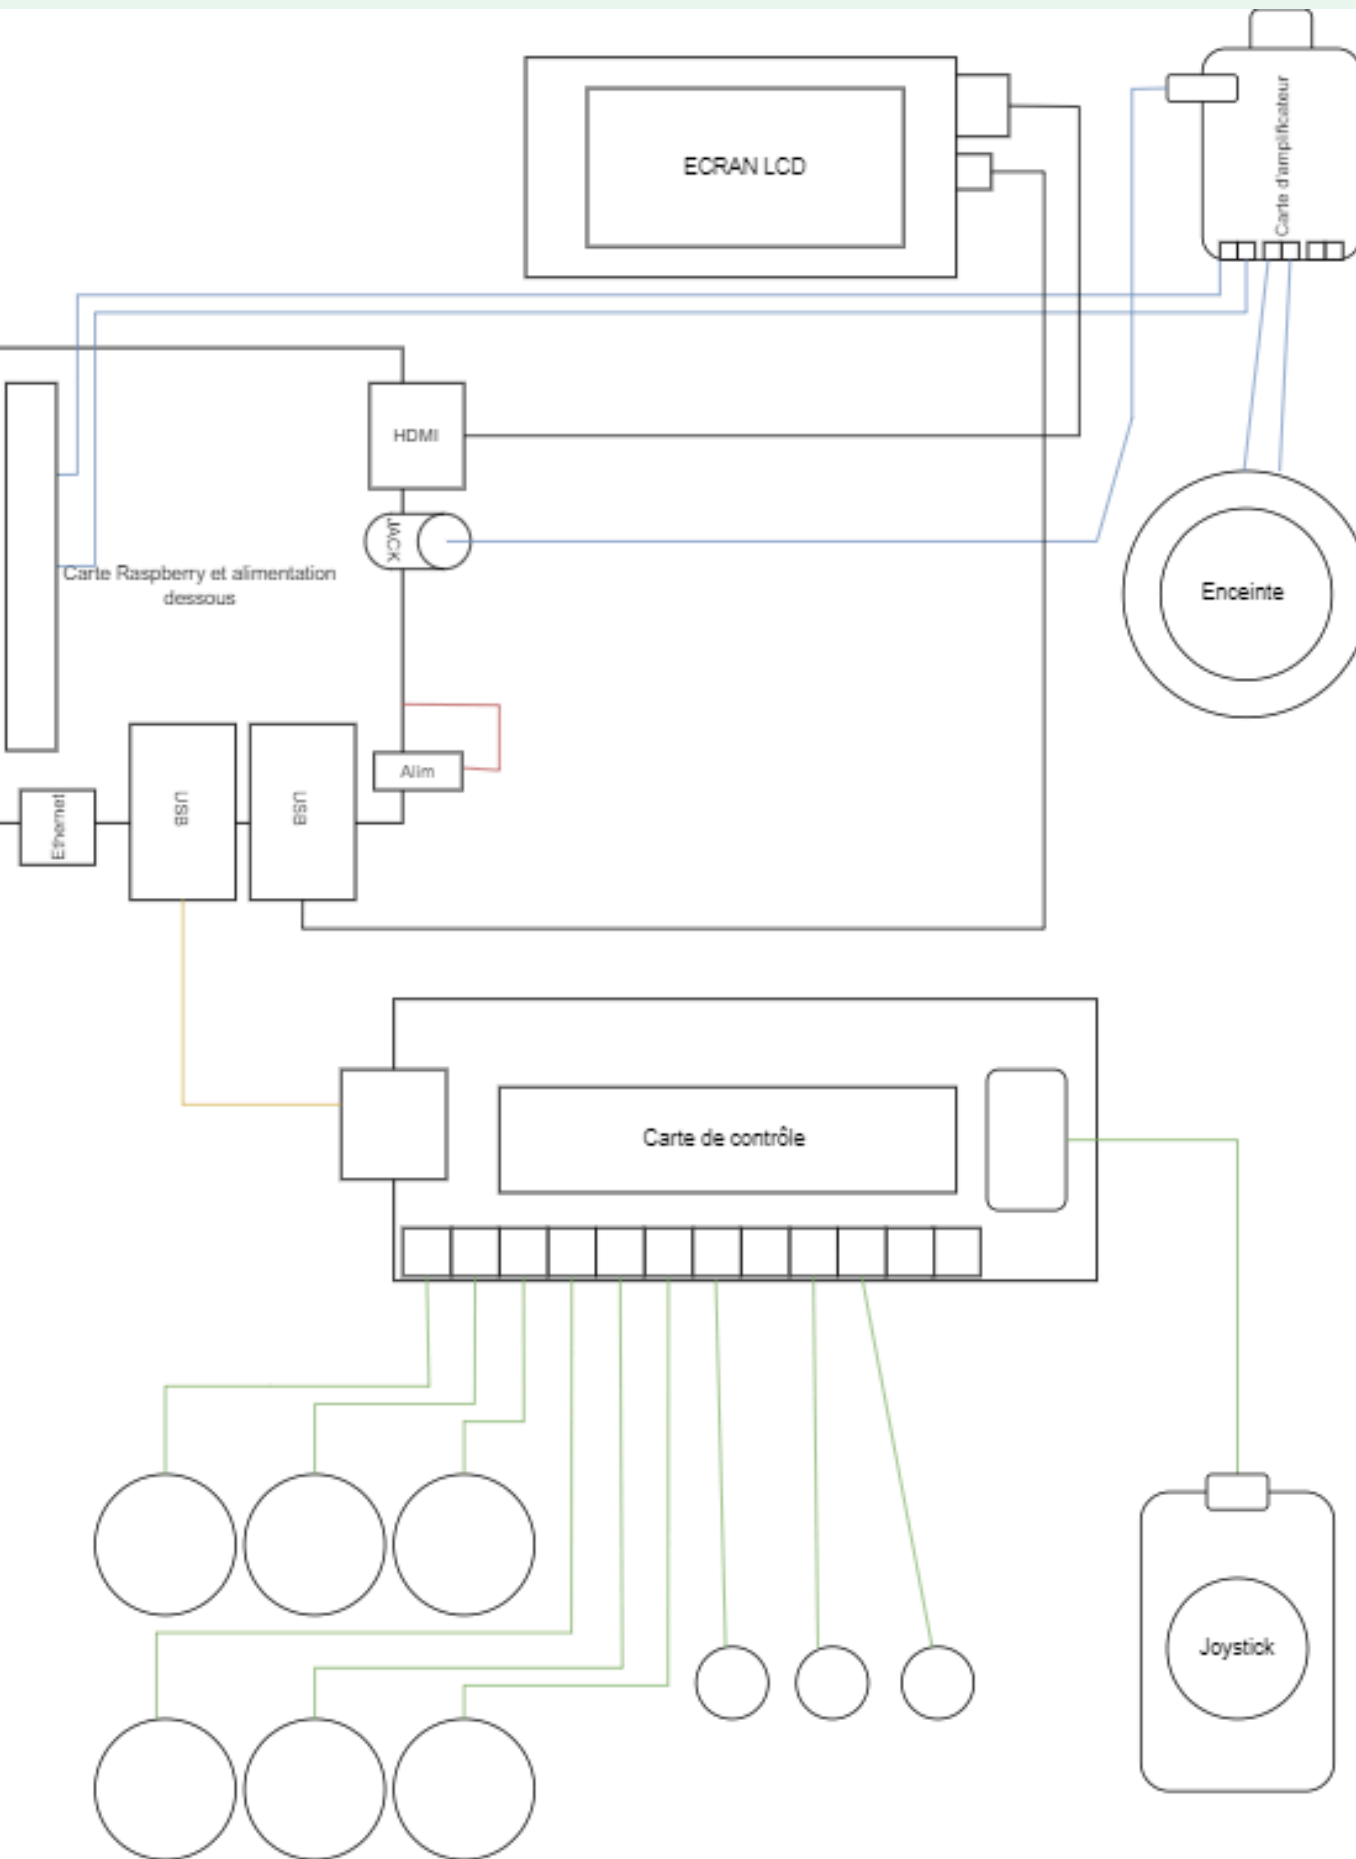 Carte d'amplificateur
ECRAN LCD
HDMI
JACK
Carte Raspberry et alimentation
dessous
Enceinte
Alim
USB
USB
Ethernet
Carte de contrôle
Joystick